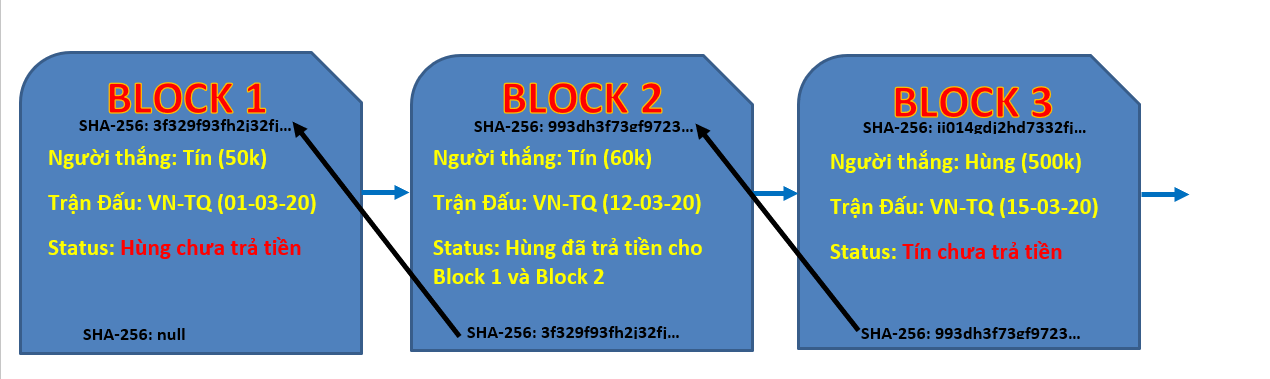 BLOCK 1
SHA-256: 3f329f93fh2j32fj...
Người thắng: Tín (50k)
Trận Đấu: VN-TQ (01-03-20)
Status: Hùng chưa trả tiền
SHA-256: null
BLOCK 2
SHA-256: 993dh3f73gf9723...
Người thắng: Tín (60k)
Trận Đấu: VN-TQ (12-03-20)
Status: Hùng đã trả tiền cho
Block 1 và Block 2
SHA-256: 3f329f93fh2j32fj...
BLOCK 3
SHA-256: jj014gdj2hd7332fj...
Người thắng: Hùng (500k)
Trận Đấu: VN-TQ (15-03-20)
Status: Tín chưa trả tiền
SHA-256: 993dh3f73gf9723...